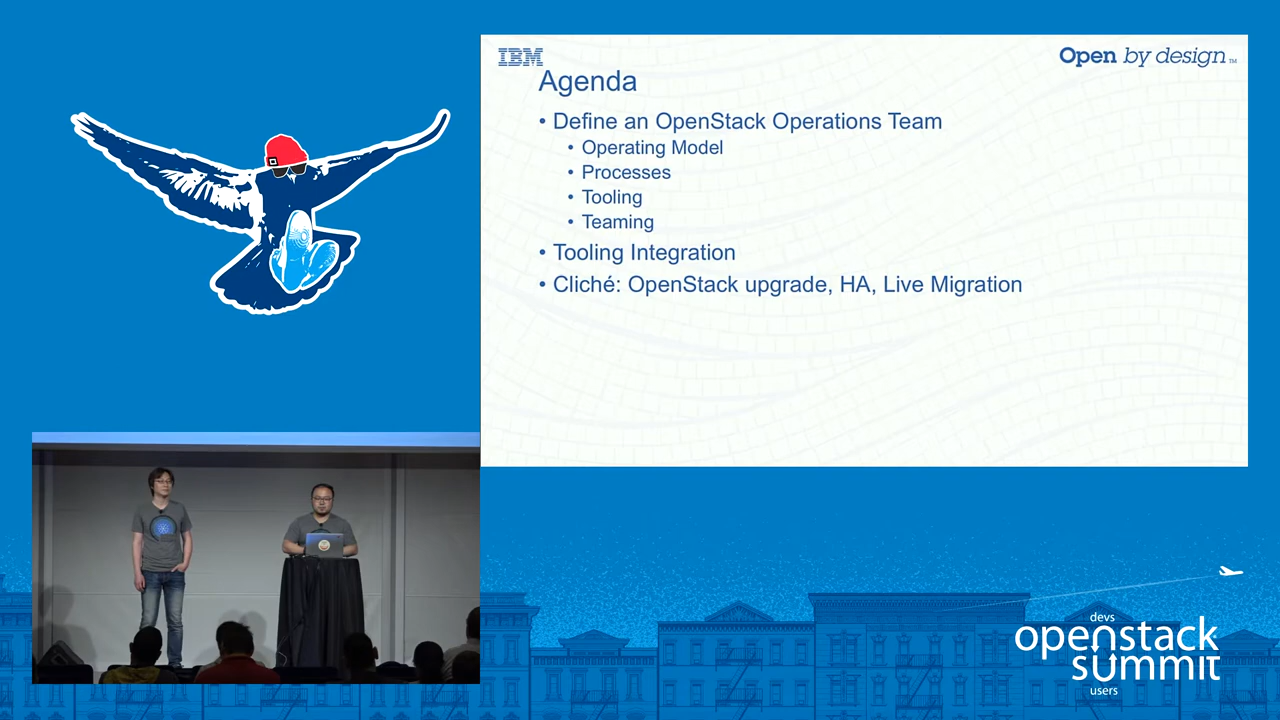 IBM
Open by design™
Agenda
• Define an OpenStack Operations Team
• Operating Model
• Processes
• Tooling
• Teaming
• Tooling Integration
• Cliché: OpenStack upgrade, HA, Live Migration
devs
openstack
summit
users